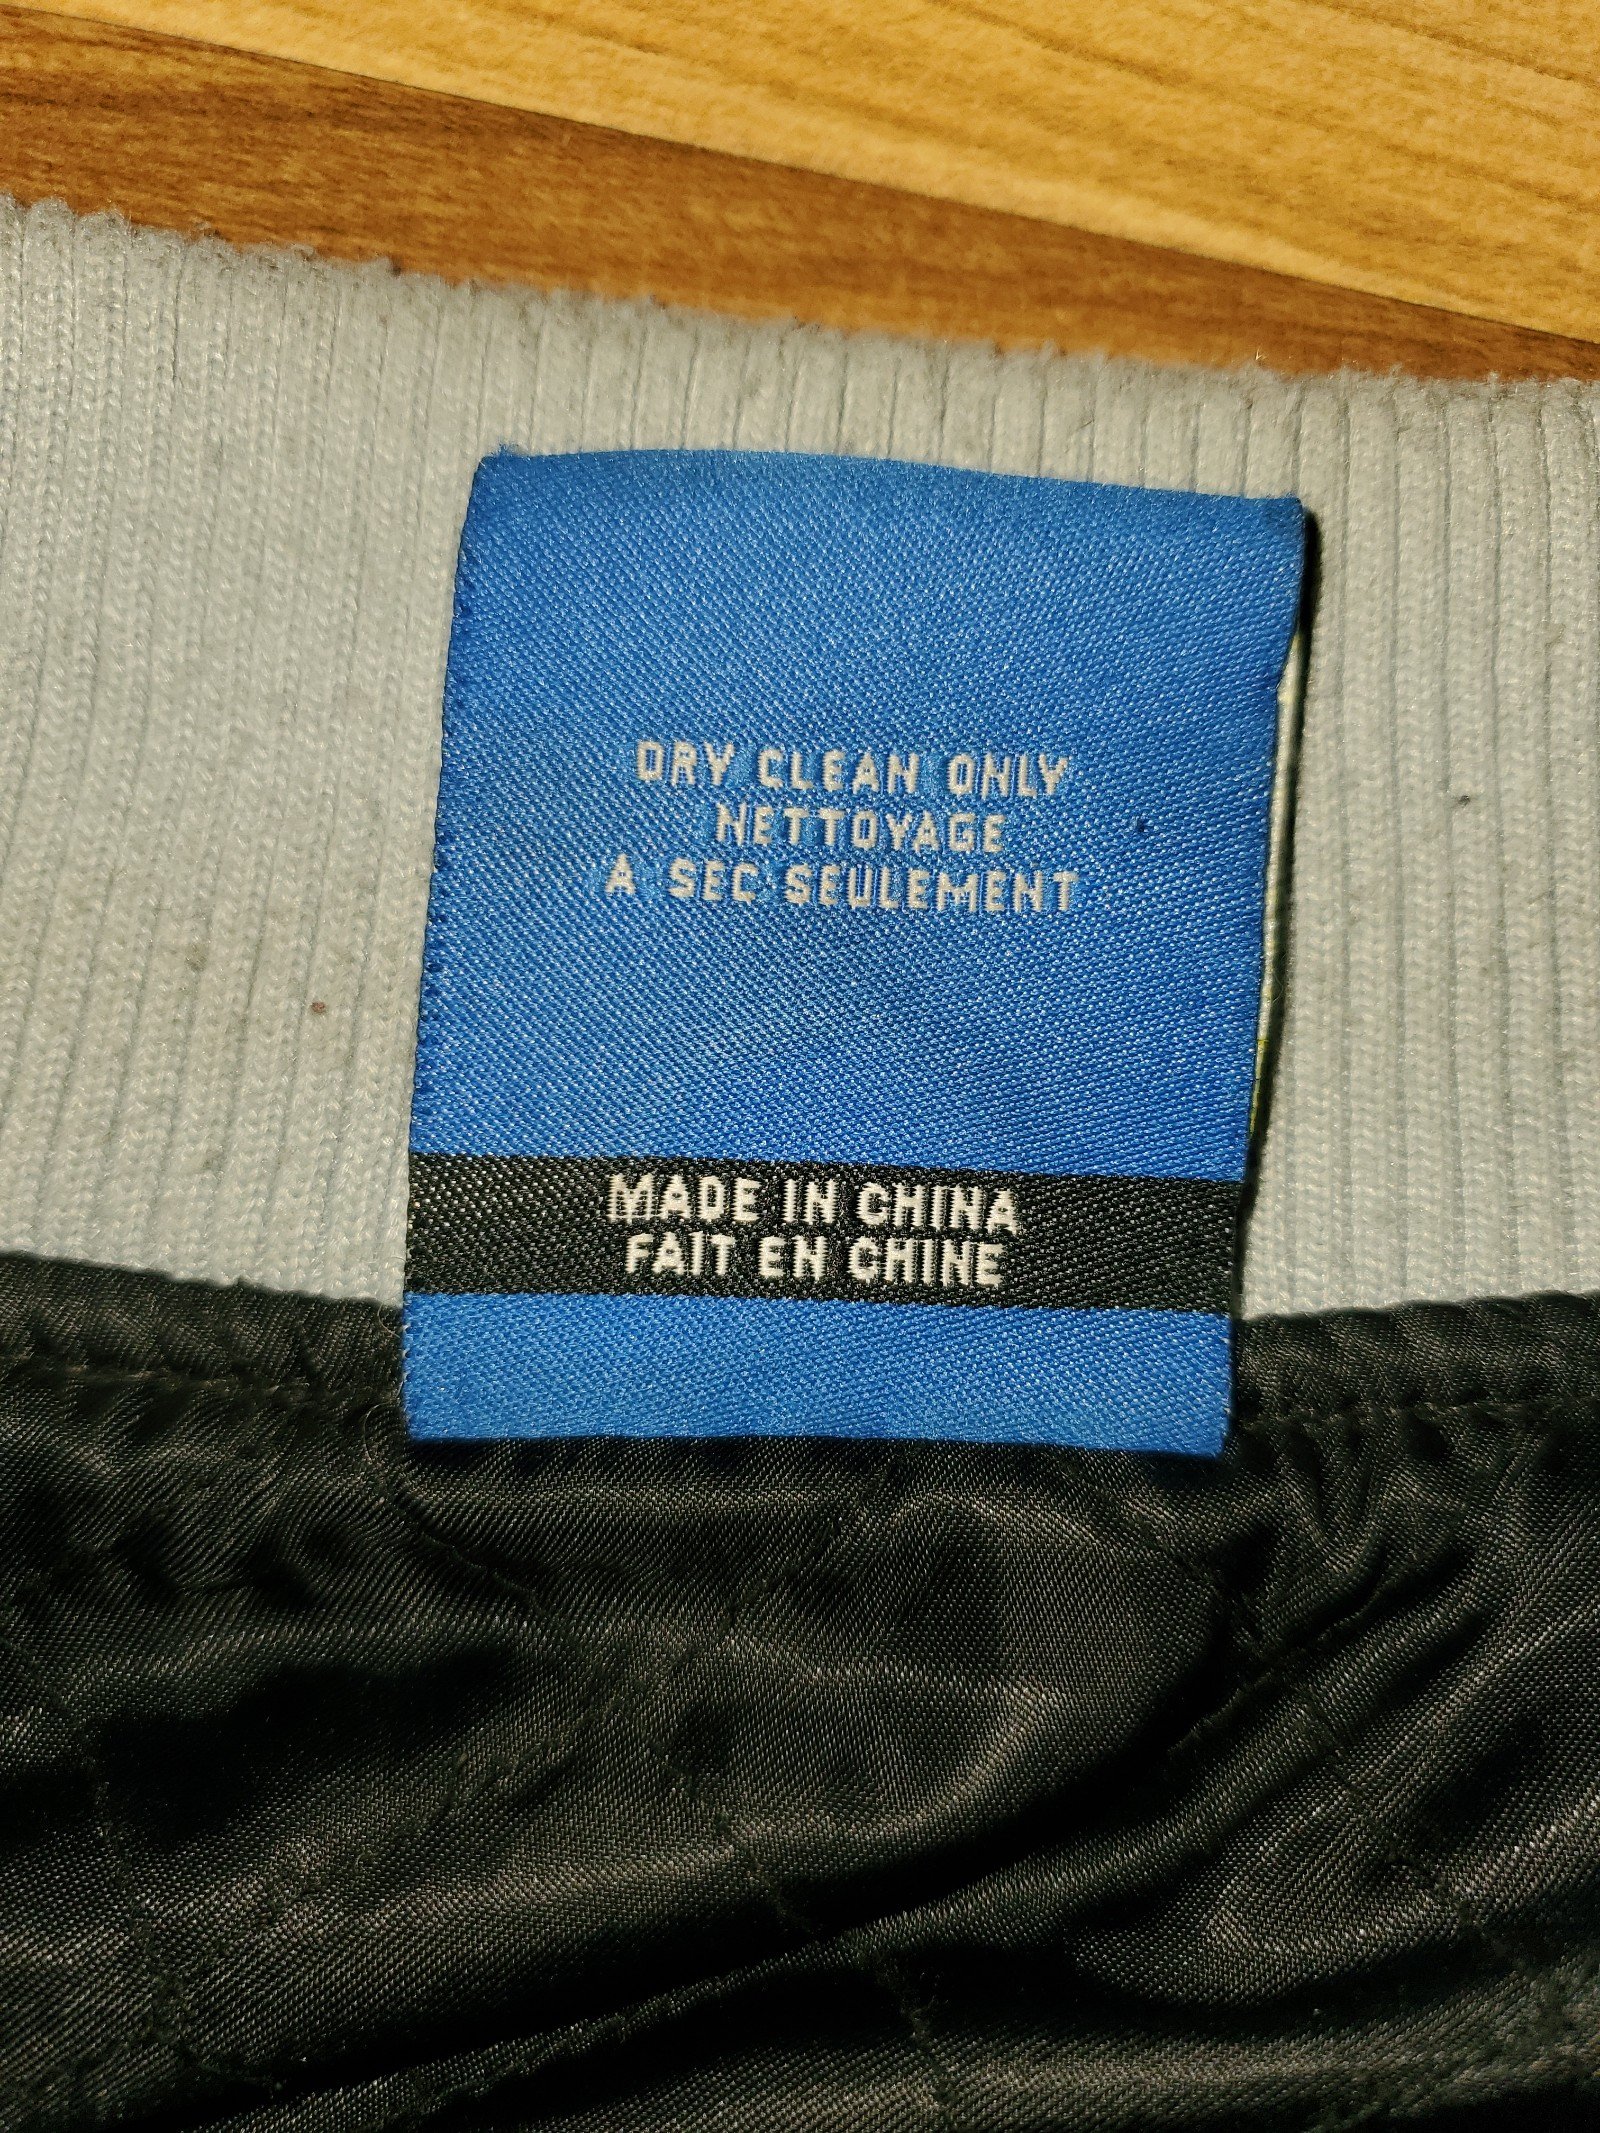 DRY CLEAN ONLY
NETTOYAGE
A SEC SEULEMENT
MADE IN CHINA
FAIT EN CHINE